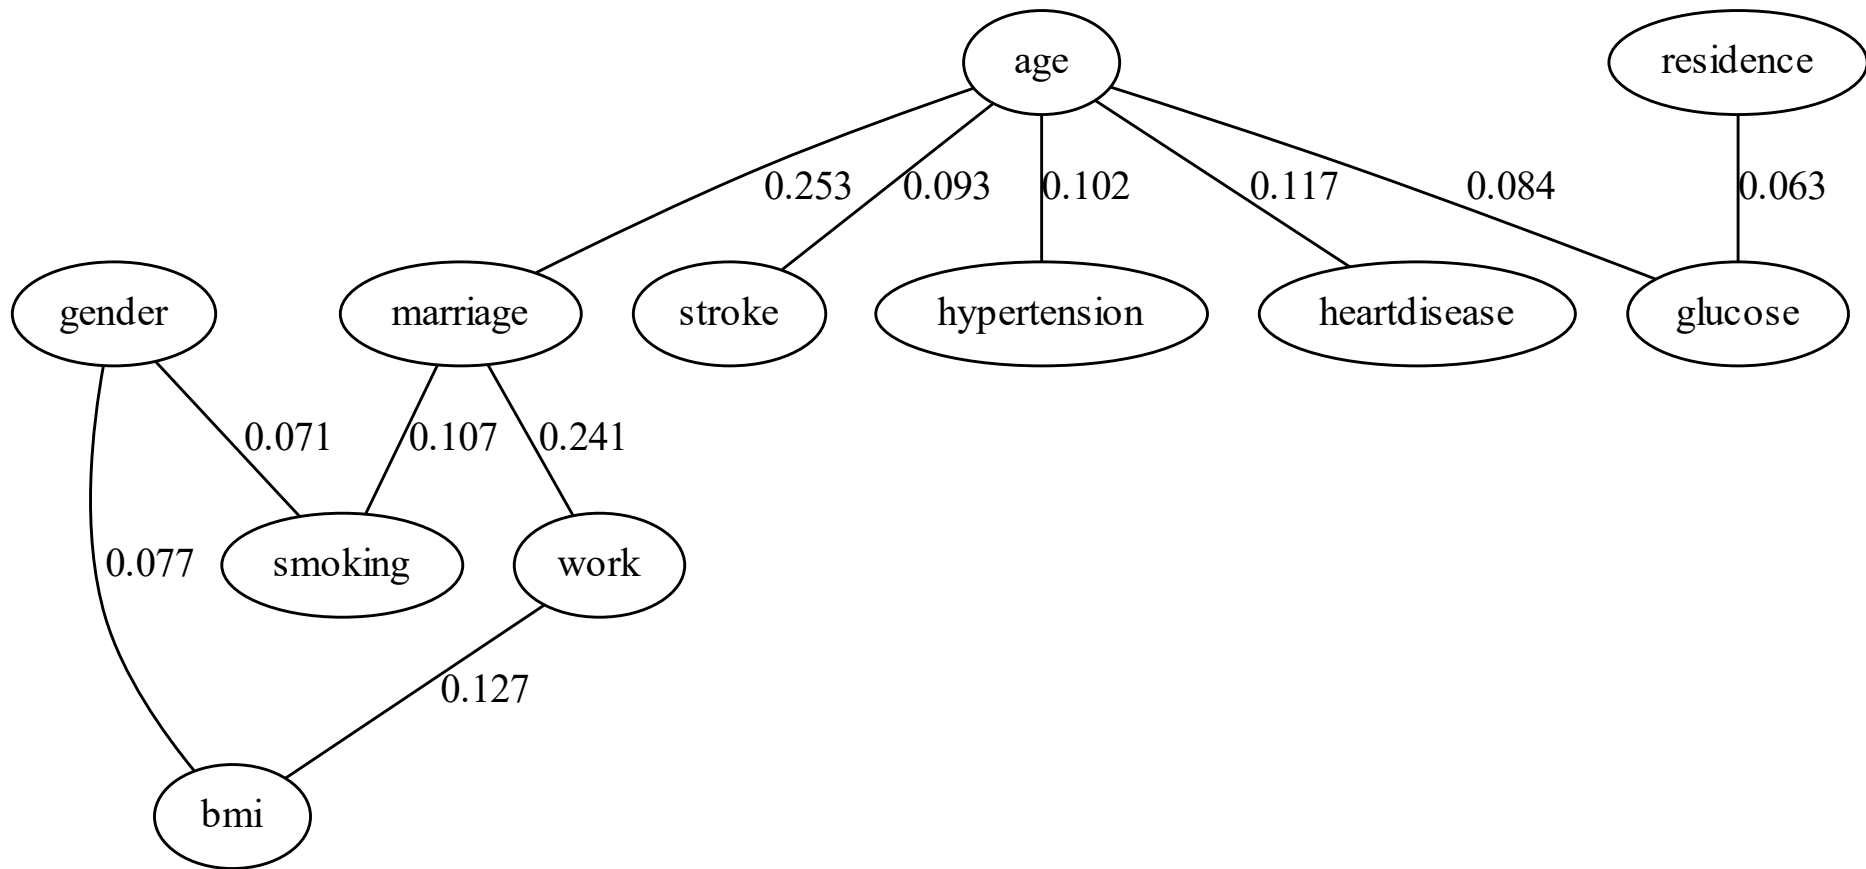 age
residence
0.253
0.093
0.102
0.117
0.084
0.063
gender
marriage
stroke
hypertension
heartdisease
glucose
0.071
0.107
0.241
0.077
smoking
work
0.127
bmi